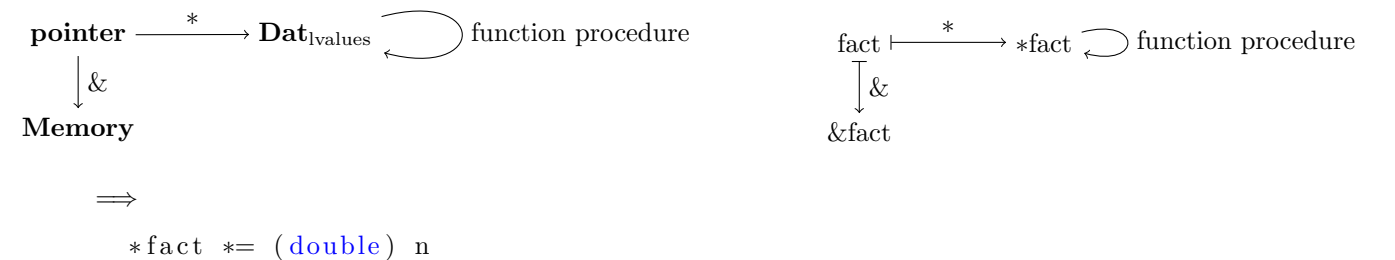 pointer * Dat_lvalues function procedure
&
Memory
fact * *fact function procedure
&
&fact
⟹
*fact *= (double) n